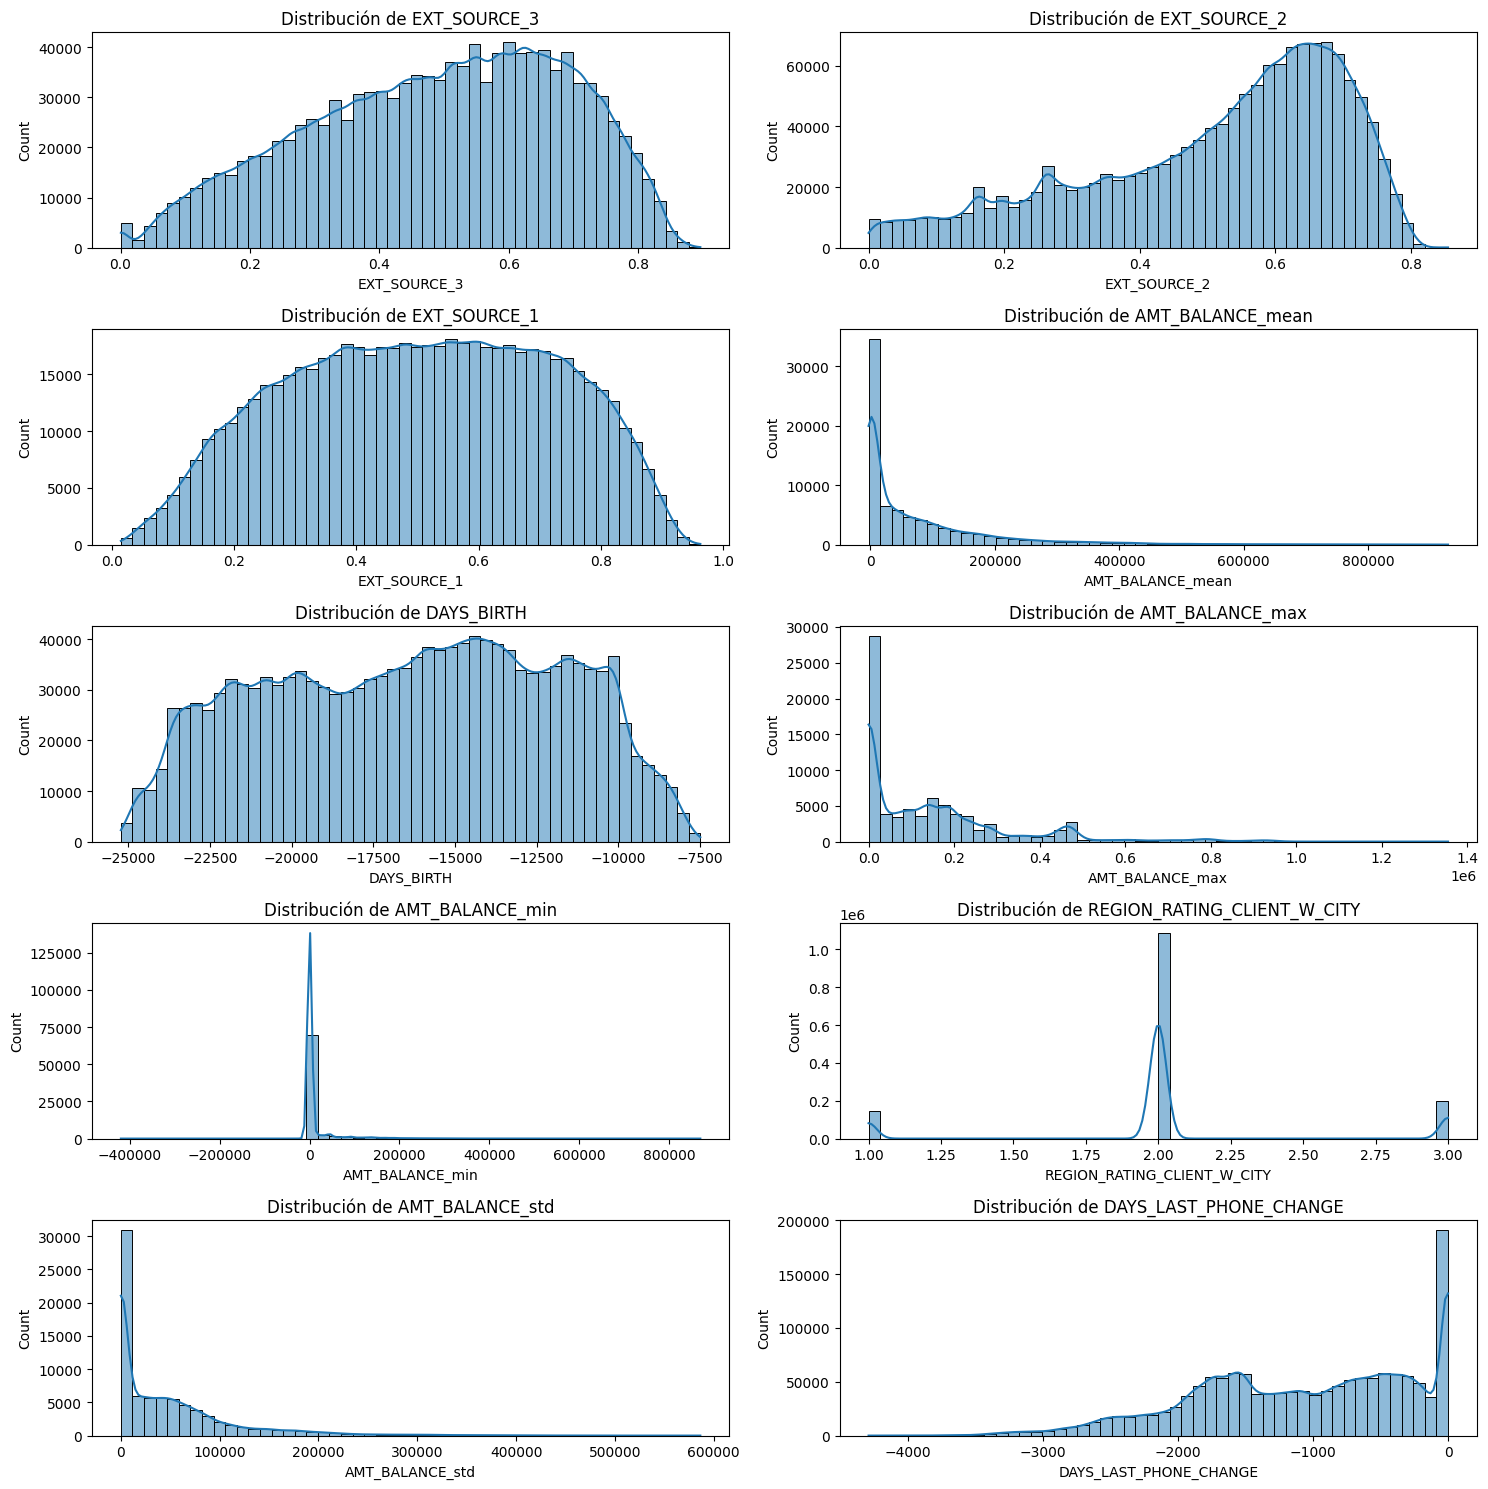 Distribución de EXT_SOURCE_3
Count
40000
30000
20000
10000
0
0.0 0.2 0.4 0.6 0.8
EXT_SOURCE_3
Distribución de EXT_SOURCE_2
Count
60000
40000
20000
0
0.0 0.2 0.4 0.6 0.8
EXT_SOURCE_2
Distribución de EXT_SOURCE_1
Count
15000
10000
5000
0
0.0 0.2 0.4 0.6 0.8 1.0
EXT_SOURCE_1
Distribución de AMT_BALANCE_mean
Count
30000
20000
10000
0
0 200000 400000 600000 800000
AMT_BALANCE_mean
Distribución de DAYS_BIRTH
Count
40000
30000
20000
10000
0
−25000 −22500 −20000 −17500 −15000 −12500 −10000 −7500
DAYS_BIRTH
Distribución de AMT_BALANCE_max
Count
30000
25000
20000
15000
10000
5000
0
0.0 0.2 0.4 0.6 0.8 1.0 1.2 1.4
1e6
AMT_BALANCE_max
Distribución de AMT_BALANCE_min
Count
125000
100000
75000
50000
25000
0
−400000 −200000 0 200000 400000 600000 800000
AMT_BALANCE_min
Distribución de REGION_RATING_CLIENT_W_CITY
1e6
Count
1.0
0.8
0.6
0.4
0.2
0.0
1.00 1.25 1.50 1.75 2.00 2.25 2.50 2.75 3.00
REGION_RATING_CLIENT_W_CITY
Distribución de AMT_BALANCE_std
Count
30000
25000
20000
15000
10000
5000
0
0 100000 200000 300000 400000 500000 600000
AMT_BALANCE_std
Distribución de DAYS_LAST_PHONE_CHANGE
Count
200000
150000
100000
50000
0
−4000 −3000 −2000 −1000 0
DAYS_LAST_PHONE_CHANGE